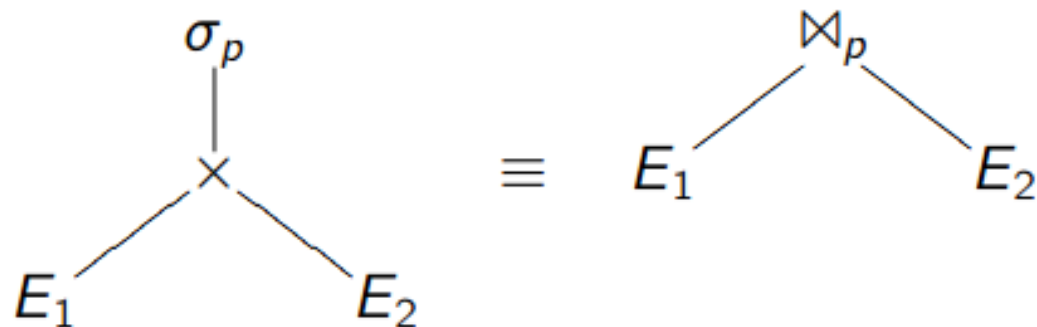 σₚ
⋈ₚ
×
≡
E₁
E₂
E₁
E₂